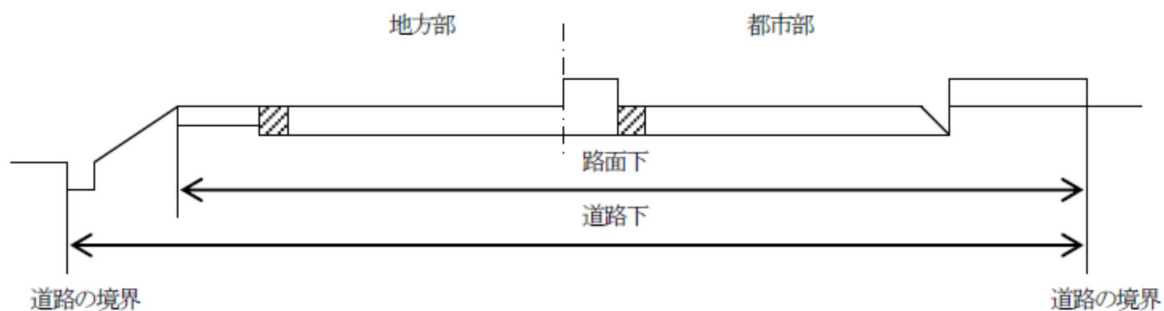 地方部
都市部
路面下
道路下
道路の境界
道路の境界